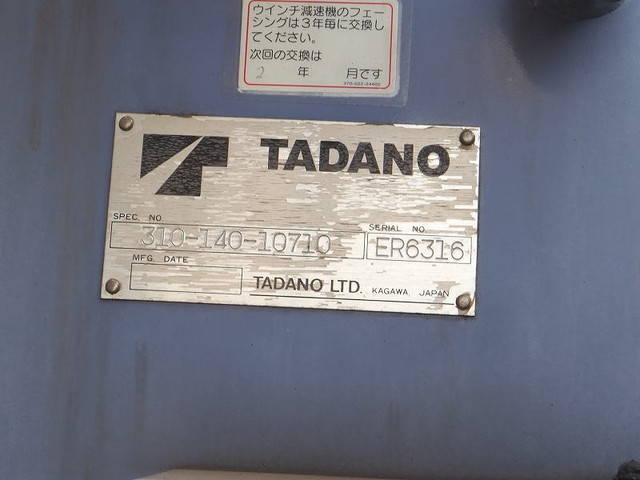 ウインチ減速機のフェー
シングは3年毎に交換し
てください。
次回の交換は
2 年 月です
TADANO
SPEC. NO.
310-140-10710
SERIAL NO.
ER6316
MFG. DATE
TADANO LTD. KAGAWA, JAPAN